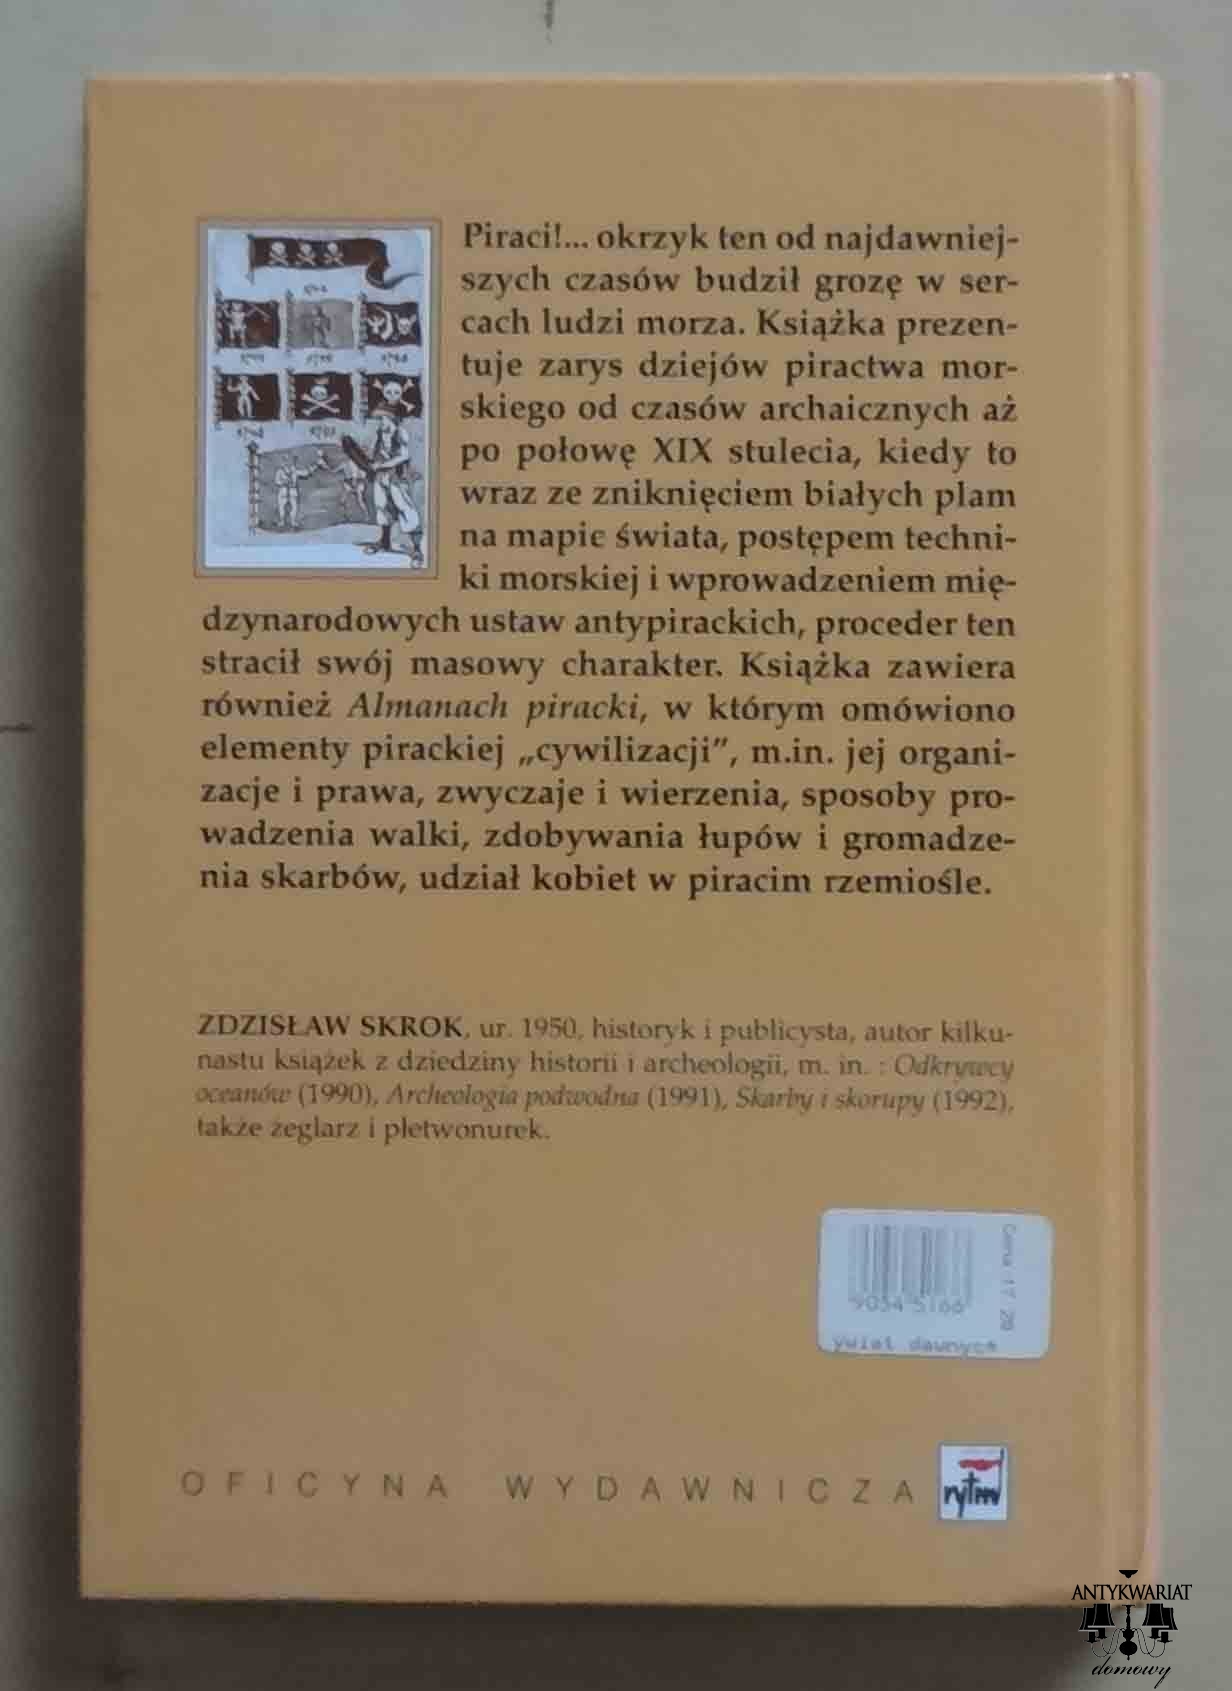 Piraci!... okrzyk ten od najdawniej-
szych czasów budził grozę w ser-
cach ludzi morza. Książka prezen-
tuje zarys dziejów piractwa mor-
skiego od czasów archaicznych aż
po połowę XIX stulecia, kiedy to
wraz ze zniknięciem białych plam
na mapie świata, postępem techni-
ki morskiej i wprowadzeniem mię-
dzynarodowych ustaw antypirackich, proceder ten
stracił swój masowy charakter. Książka zawiera
również Almanach piracki, w którym omówiono
elementy pirackiej „cywilizacji”, m.in. jej organi-
zacje i prawa, zwyczaje i wierzenia, sposoby pro-
wadzenia walki, zdobywania łupów i gromadze-
nia skarbów, udział kobiet w piracim rzemiośle.
ZDZISŁAW SKROK, ur. 1950, historyk i publicysta, autor kilku-
nastu książek z dziedziny historii i archeologii, m. in. : Odkrywcy
oceanów (1990), Archeologia podwodna (1991), Skarby i skorupy (1992),
także żeglarz i płetwonurek.
Cena 17 20
9034 5166
OFICYNA WYDAWNICZA
rytm
ANTYKWARIAT
domowy